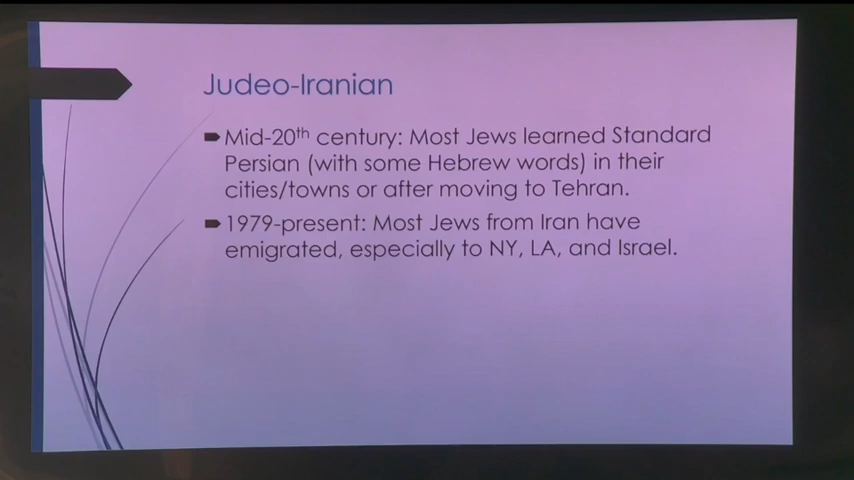 Judeo-Iranian
Mid-20th century: Most Jews learned Standard
Persian (with some Hebrew words) in their
cities/towns or after moving to Tehran.
1979-present: Most Jews from Iran have
emigrated, especially to NY, LA, and Israel.